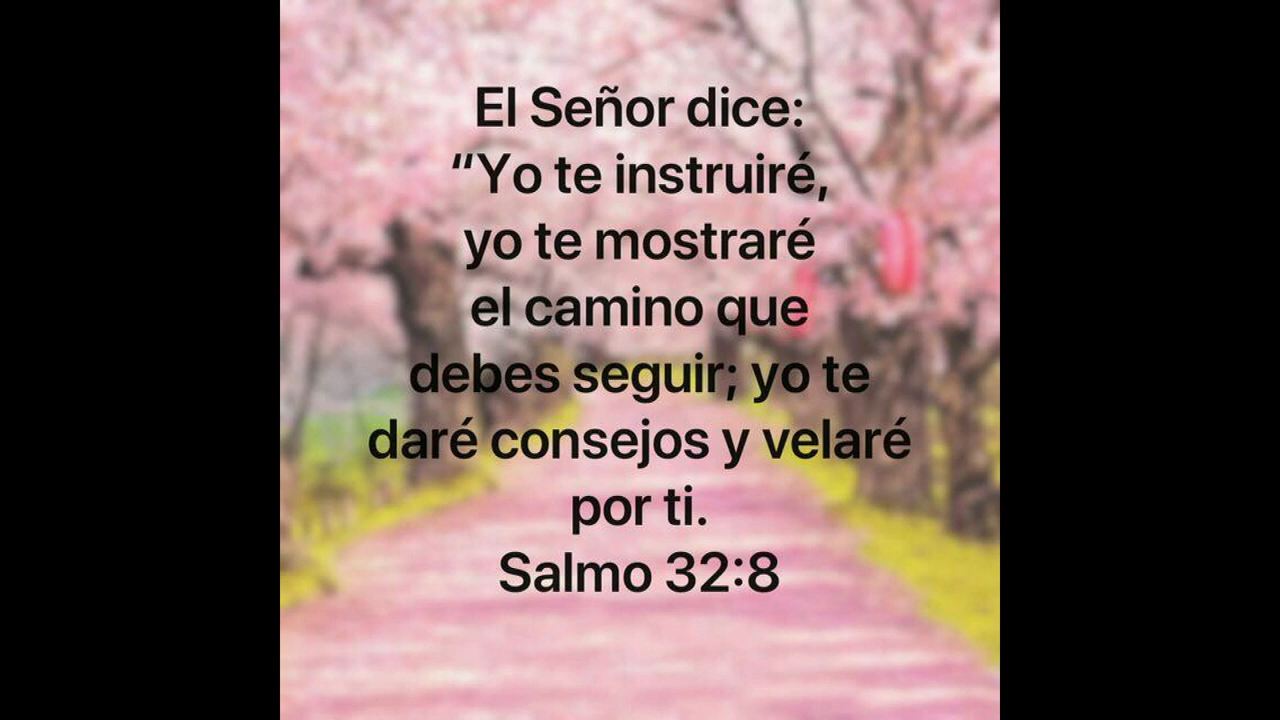 El Señor dice:
“Yo te instruiré,
yo te mostraré
el camino que
debes seguir; yo te
daré consejos y velaré
por ti.
Salmo 32:8